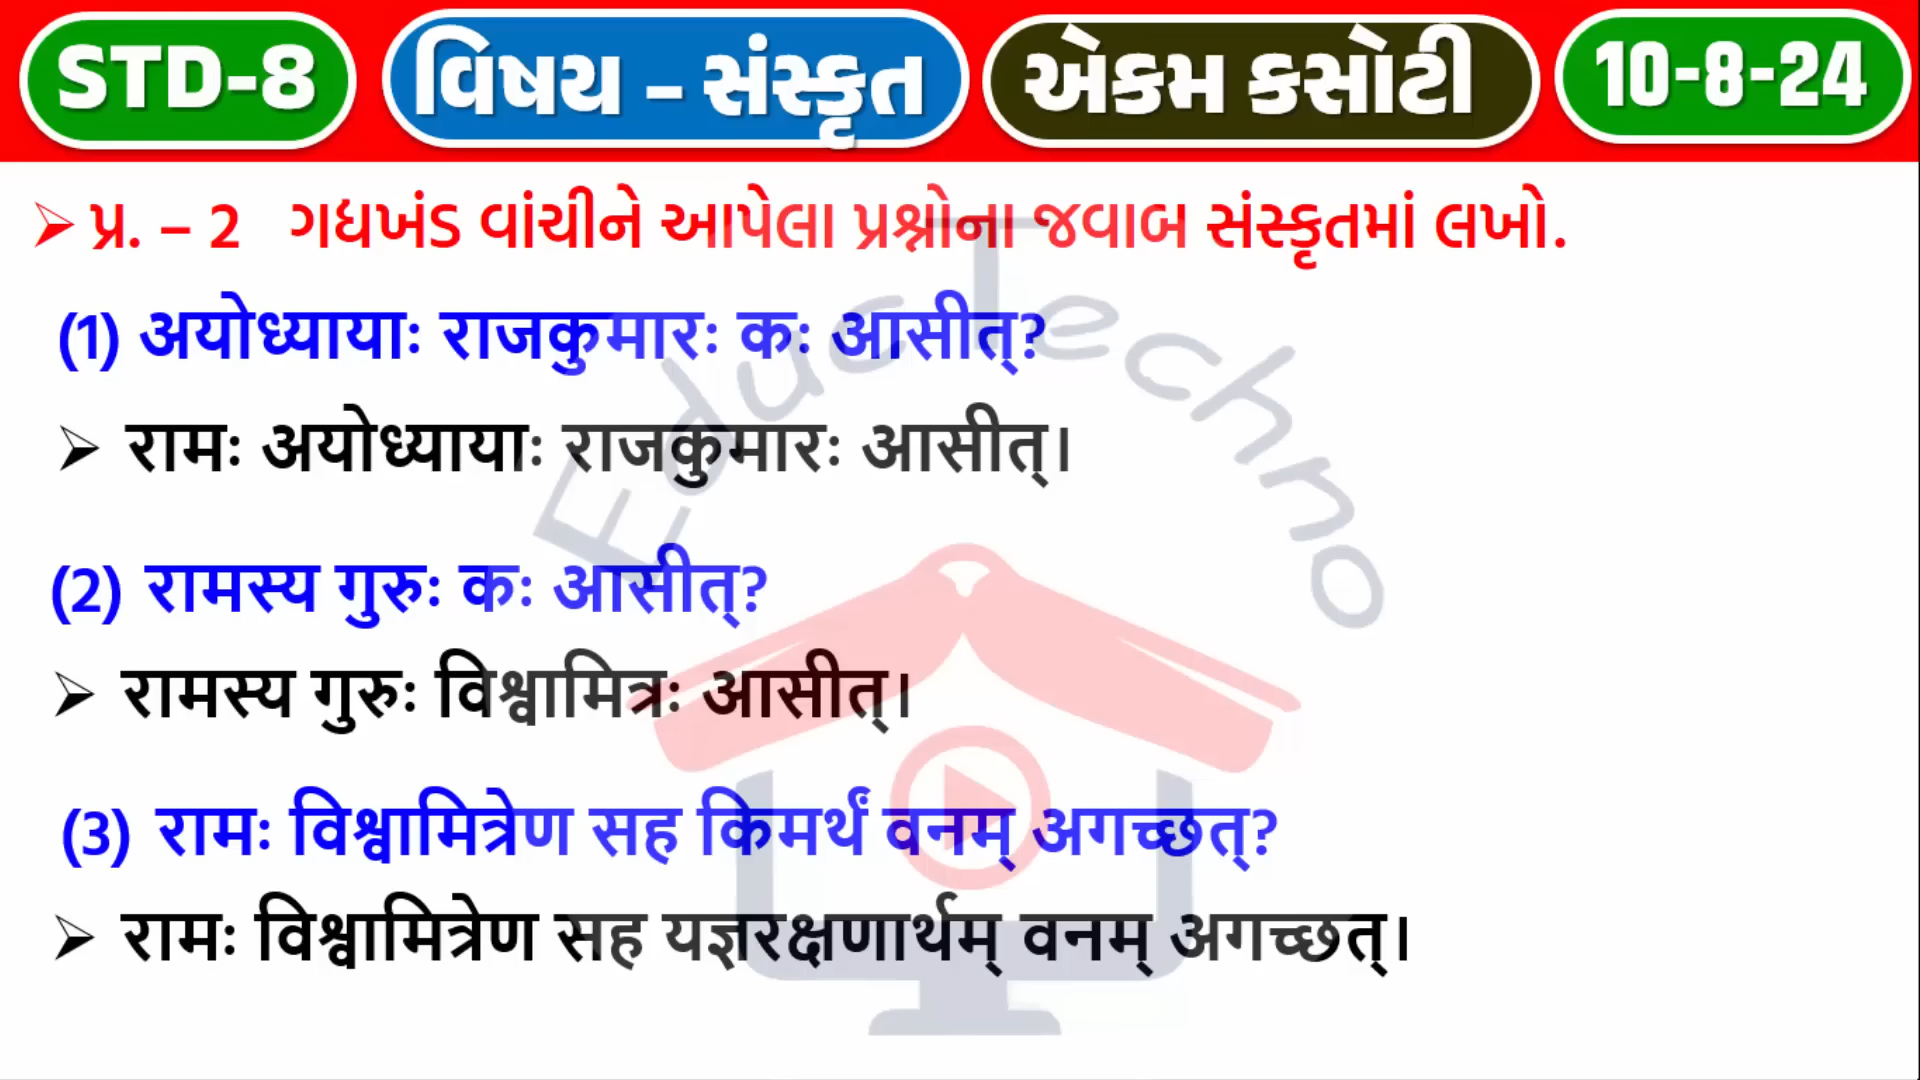 STD-8 વિષય – સંસ્કૃત એકમ કસોટી 10-8-24
➢ પ્ર. – 2 ગદ્યખંડ વાંચીને આપેલા પ્રશ્નોના જવાબ સંસ્કૃતમાં લખો.
(1) अयोध्यायाः राजकुमारः कः आसीत्?
➢ रामः अयोध्यायाः राजकुमारः आसीत्।
(2) रामस्य गुरुः कः आसीत्?
➢ रामस्य गुरुः विश्वामित्रः आसीत्।
(3) रामः विश्वामित्रेण सह किमर्थं वनम् अगच्छत्?
➢ रामः विश्वामित्रेण सह यज्ञरक्षणार्थम् वनम् अगच्छत्।
Educ Techno